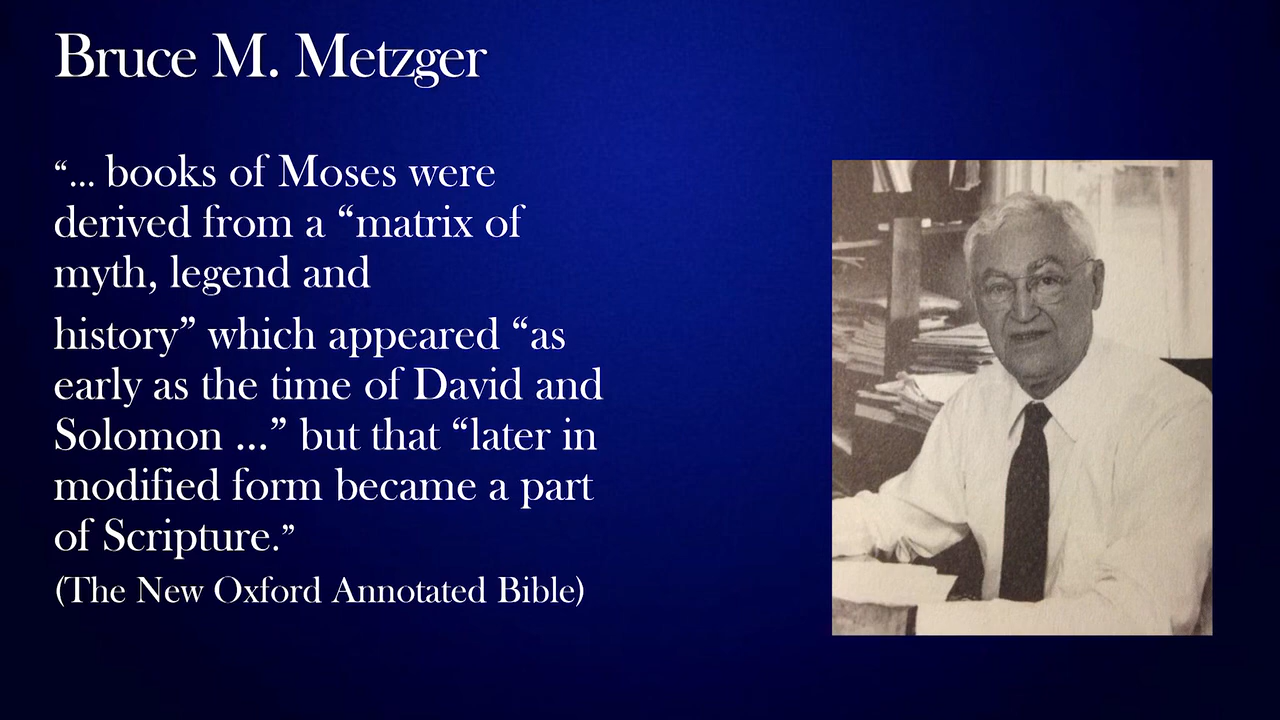 Bruce M. Metzger
“... books of Moses were
derived from a “matrix of
myth, legend and
history” which appeared “as
early as the time of David and
Solomon ...” but that “later in
modified form became a part
of Scripture.”
(The New Oxford Annotated Bible)